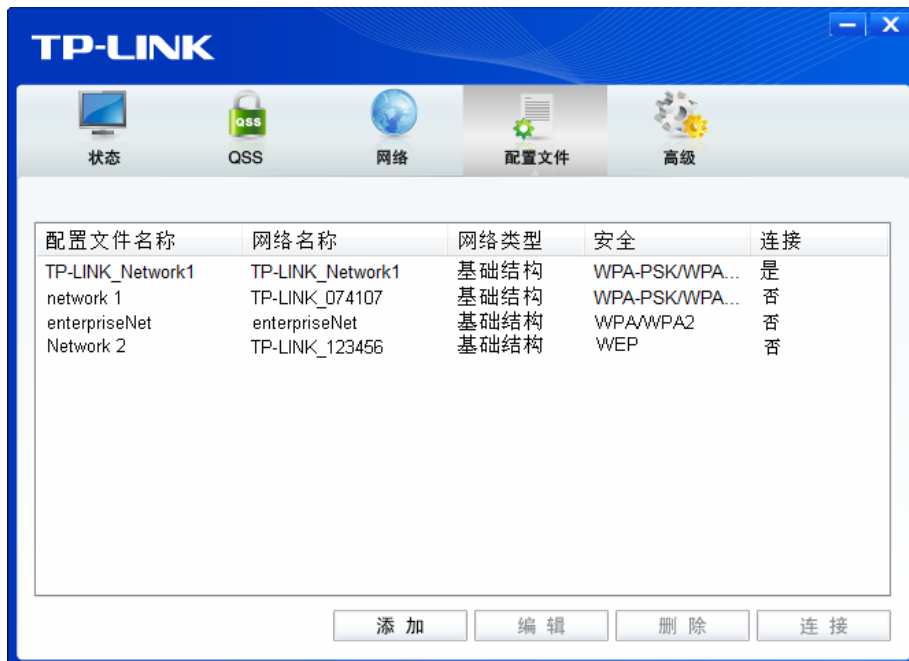 TP-LINK
QSS
状态 QSS 网络 配置文件 高级
配置文件名称 网络名称 网络类型 安全 连接
TP-LINK_Network1 TP-LINK_Network1 基础结构 WPA-PSK/WPA... 是
network 1 TP-LINK_074107 基础结构 WPA-PSK/WPA... 否
enterpriseNet enterpriseNet 基础结构 WPA/WPA2 否
Network 2 TP-LINK_123456 基础结构 WEP 否
添 加 编 辑 删 除 连 接